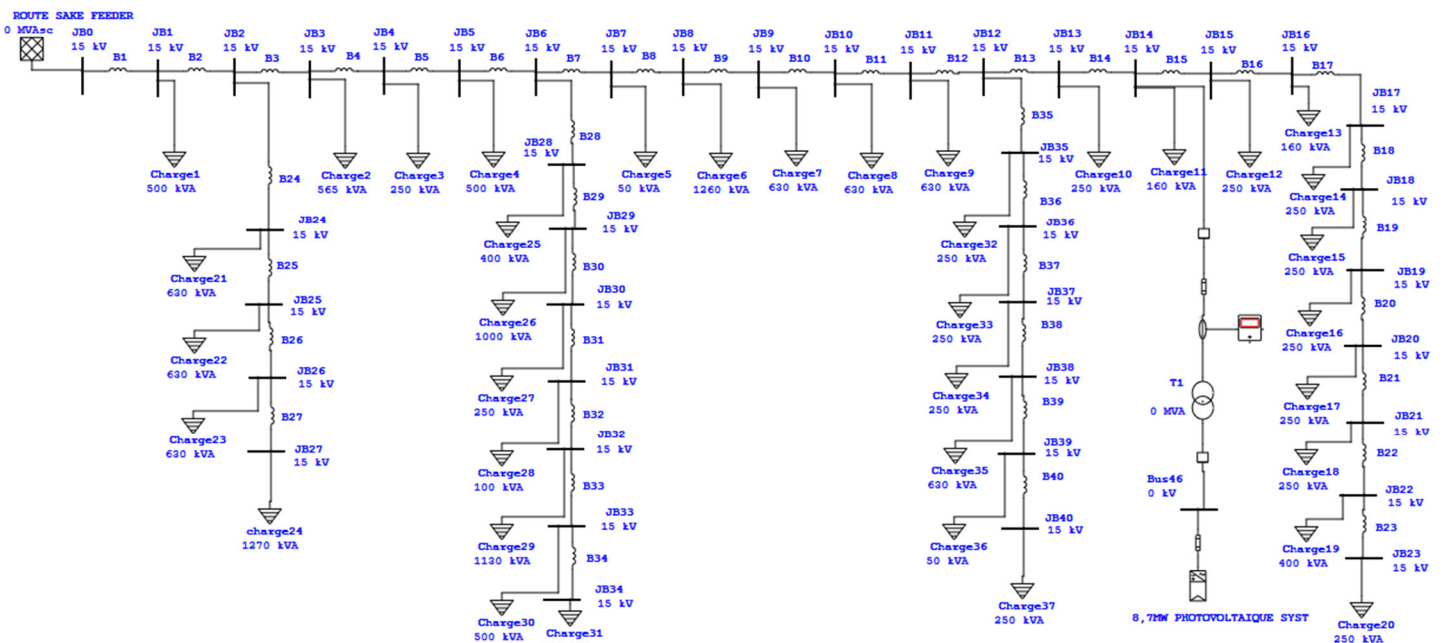 ROUTE SAKE FEEDER
0 MVAsc
JB0
15 kV
B1
JB1
15 kV
B2
JB2
15 kV
B3
JB3
15 kV
B4
JB4
15 kV
B5
JB5
15 kV
B6
JB6
15 kV
B7
JB7
15 kV
B8
JB8
15 kV
B9
JB9
15 kV
B10
JB10
15 kV
B11
JB11
15 kV
B12
JB12
15 kV
B13
JB13
15 kV
B14
JB14
15 kV
B15
JB15
15 kV
B16
JB16
15 kV
B17
JB17
15 kV
Charge1
500 kVA
Charge2
565 kVA
Charge3
250 kVA
Charge4
500 kVA
Charge5
50 kVA
Charge6
1260 kVA
Charge7
630 kVA
Charge8
630 kVA
Charge9
630 kVA
Charge10
250 kVA
Charge11
160 kVA
Charge12
250 kVA
Charge13
160 kVA
B24
JB24
15 kV
Charge21
630 kVA
B25
JB25
15 kV
Charge22
630 kVA
B26
JB26
15 kV
Charge23
630 kVA
B27
JB27
15 kV
charge24
1270 kVA
B28
JB28
15 kV
B29
Charge25
400 kVA
JB29
15 kV
B30
Charge26
1000 kVA
JB30
15 kV
B31
Charge27
250 kVA
JB31
15 kV
B32
Charge28
100 kVA
JB32
15 kV
B33
Charge29
1130 kVA
JB33
15 kV
B34
Charge30
500 kVA
JB34
15 kV
Charge31
B35
JB35
15 kV
B36
Charge32
250 kVA
JB36
15 kV
B37
Charge33
250 kVA
JB37
15 kV
B38
Charge34
250 kVA
JB38
15 kV
B39
Charge35
630 kVA
JB39
15 kV
B40
Charge36
50 kVA
JB40
15 kV
Charge37
250 kVA
T1
0 MVA
Bus46
0 kV
8,7MW PHOTOVOLTAIQUE SYST
B18
Charge14
250 kVA
JB18
15 kV
B19
Charge15
250 kVA
JB19
15 kV
B20
Charge16
250 kVA
JB20
15 kV
B21
Charge17
250 kVA
JB21
15 kV
B22
Charge18
250 kVA
JB22
15 kV
B23
Charge19
400 kVA
JB23
15 kV
Charge20
250 kVA